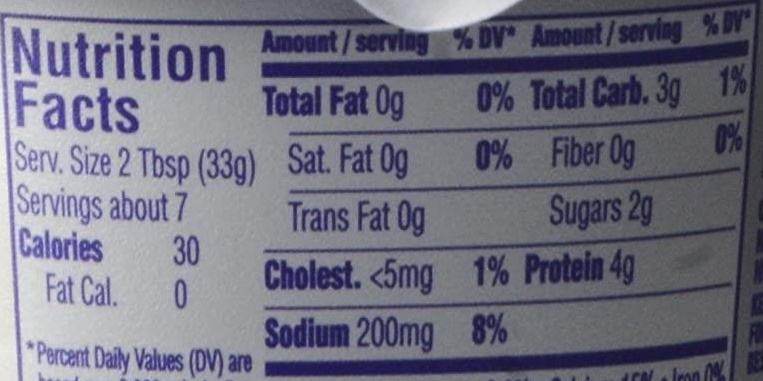 Nutrition
Facts
Serv. Size 2 Tbsp (33g)
Servings about 7
Calories 30
Fat Cal. 0
*Percent Daily Values (DV) are
Amount / serving % DV* Amount / serving % DV*
Total Fat 0g 0% Total Carb. 3g 1%
Sat. Fat 0g 0% Fiber 0g 0%
Trans Fat 0g Sugars 2g
Cholest. <5mg 1% Protein 4g
Sodium 200mg 8%
Iron 0%